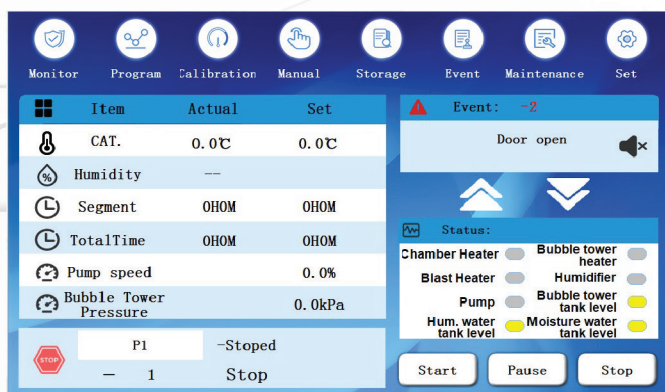 Monitor Program Calibration Manual Storage Event Maintenance Set
Item Actual Set
CAT. 0.0℃ 0.0℃
% Humidity --
Segment 0H0M 0H0M
TotalTime 0H0M 0H0M
Pump speed 0.0%
Bubble Tower
Pressure 0.0kPa
P1 -Stoped
STOP
— 1 Stop
Event: -2
Door open
Status:
Chamber Heater
Bubble tower
heater
Blast Heater
Humidifier
Pump
Bubble tower
tank level
Hum. water
tank level
Moisture water
tank level
Start Pause Stop